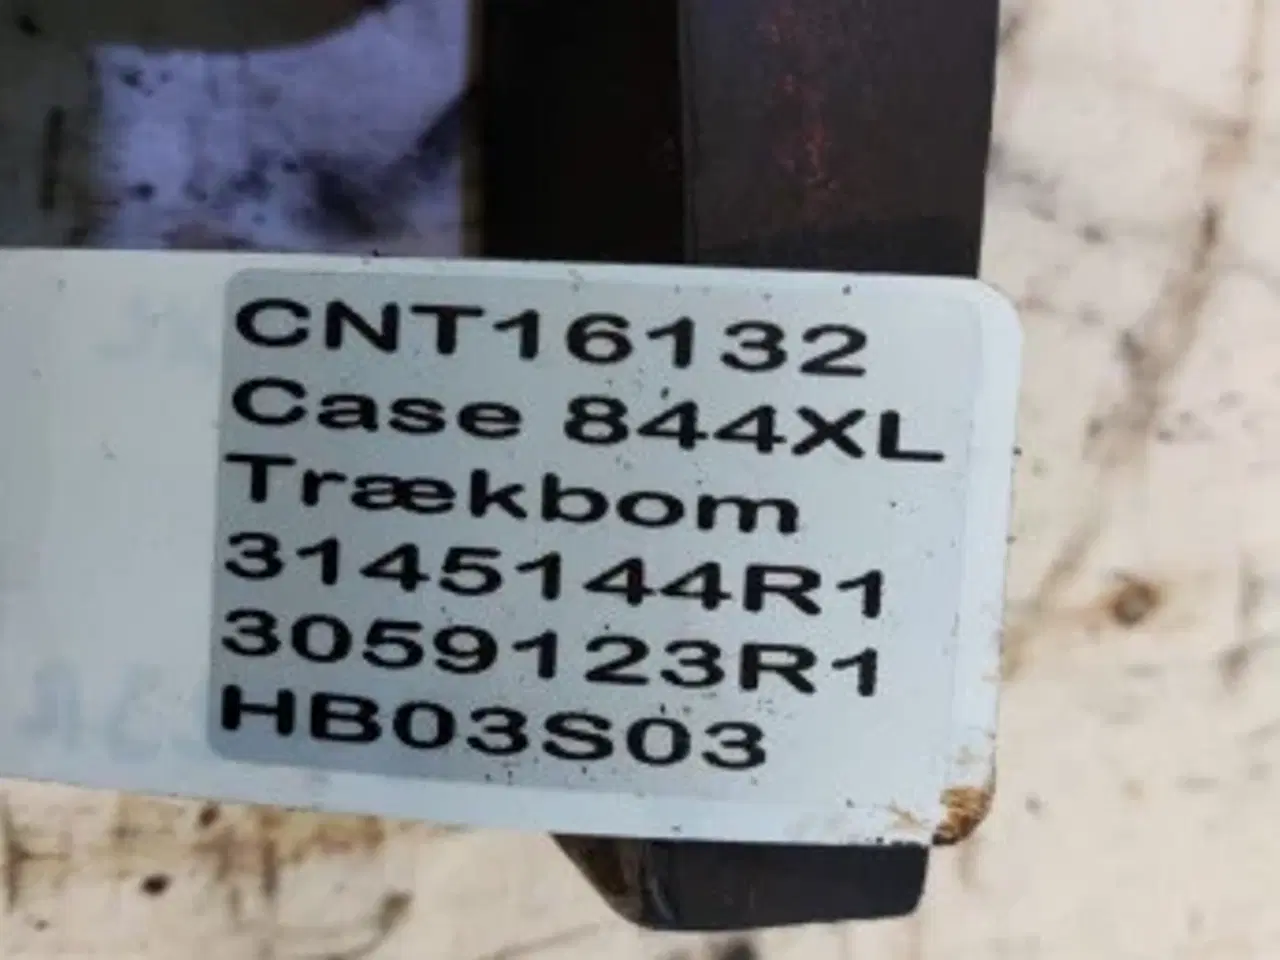 CNT16132
Case 844XL
Trækbom
3145144R1
3059123R1
HB03S03